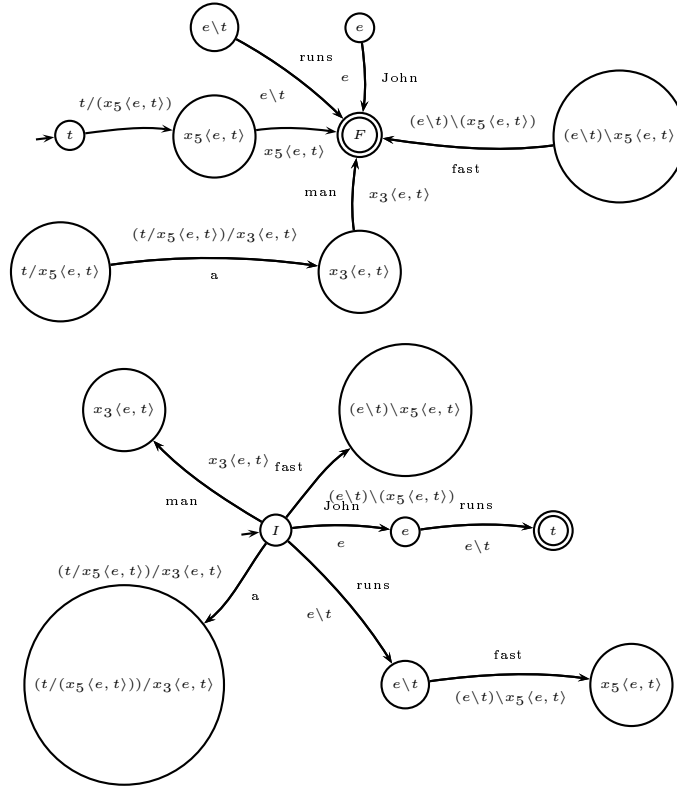 e\t
e
runs
e
John
e\t
t/(x₅⟨e, t⟩)
t
x₅⟨e, t⟩
x₅⟨e, t⟩
F
(e\t)\(x₅⟨e, t⟩)
fast
(e\t)\x₅⟨e, t⟩
man
x₃⟨e, t⟩
t/x₅⟨e, t⟩
(t/x₅⟨e, t⟩)/x₃⟨e, t⟩
a
x₃⟨e, t⟩
x₃⟨e, t⟩
(e\t)\x₅⟨e, t⟩
x₃⟨e, t⟩
fast
man
(e\t)\(x₅⟨e, t⟩)
John
runs
I
e
e
e\t
t
(t/x₅⟨e, t⟩)/x₃⟨e, t⟩
a
runs
e\t
(t/(x₅⟨e, t⟩))/x₃⟨e, t⟩
e\t
fast
(e\t)\x₅⟨e, t⟩
x₅⟨e, t⟩